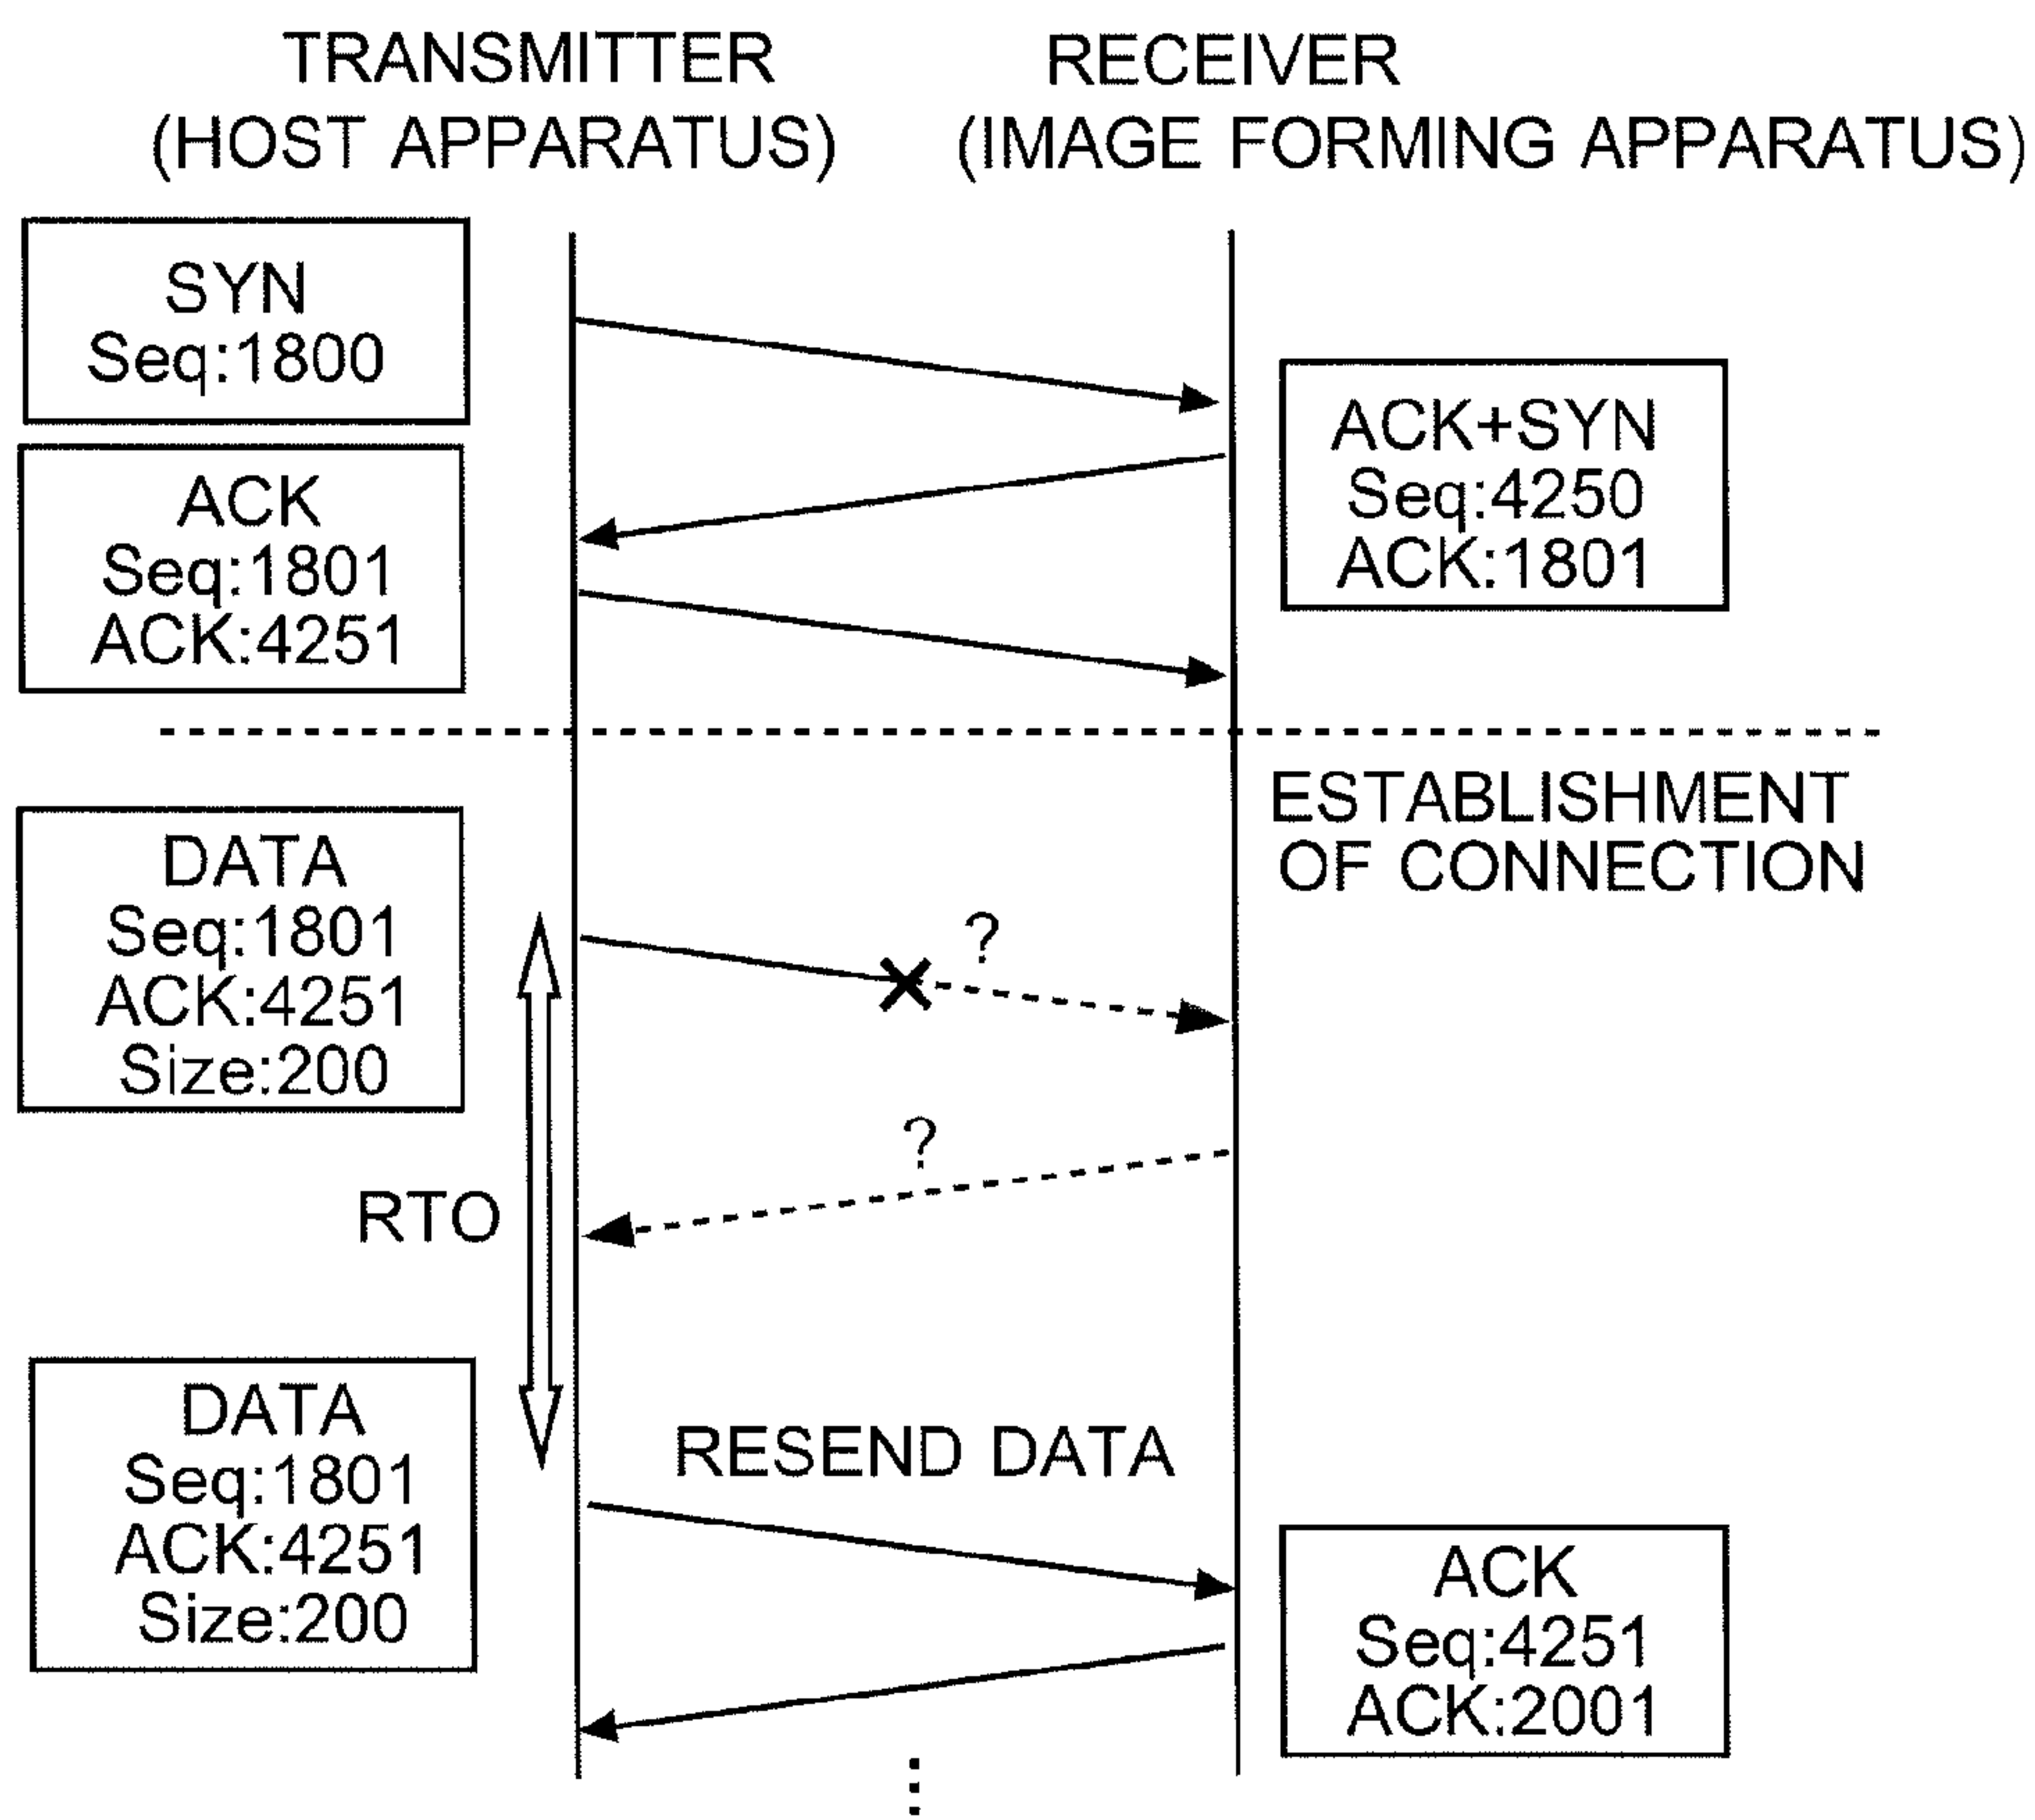 TRANSMITTER
(HOST APPARATUS)
RECEIVER
(IMAGE FORMING APPARATUS)
SYN
Seq:1800
ACK+SYN
Seq:4250
ACK:1801
ACK
Seq:1801
ACK:4251
ESTABLISHMENT
OF CONNECTION
DATA
Seq:1801
ACK:4251
Size:200
?
?
RTO
DATA
Seq:1801
ACK:4251
Size:200
RESEND DATA
ACK
Seq:4251
ACK:2001